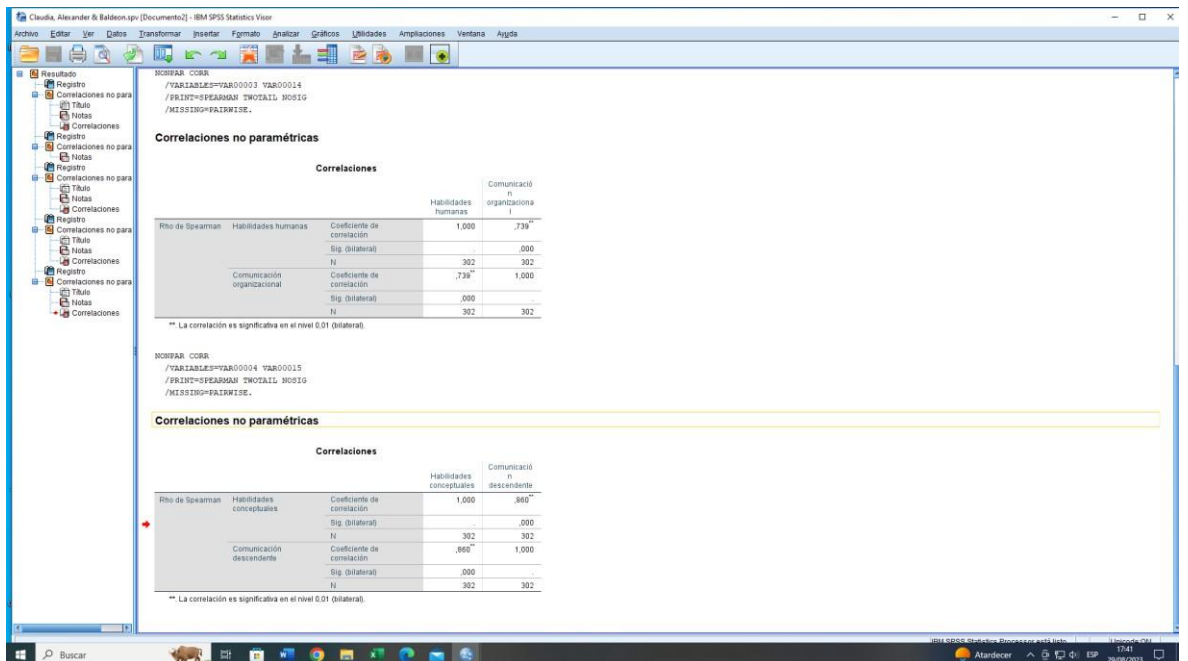 Claudia, Alexander & Baldeon.spv [Documento2] - IBM SPSS Statistics Visor
Archivo Editar Ver Datos Transformar Insertar Formato Analizar Gráficos Utilidades Ampliaciones Ventana Ayuda
Resultado
Registro
Correlaciones no para
Título
Notas
Correlaciones
Registro
Correlaciones no para
Notas
Registro
Correlaciones no para
Título
Notas
Correlaciones
Registro
Correlaciones no para
Título
Notas
Correlaciones
Registro
Correlaciones no para
Título
Notas
Correlaciones
NONPAR CORR
/VARIABLES=VAR00003 VAR00014
/PRINT=SPEARMAN TWOTAIL NOSIG
/MISSING=PAIRWISE.
Correlaciones no paramétricas
Correlaciones
Habilidades humanas
Comunicació
n
organizaciona
l
Rho de Spearman Habilidades humanas Coeficiente de correlación 1,000 ,739**
Sig. (bilateral) . ,000
N 302 302
Comunicación organizacional Coeficiente de correlación ,739** 1,000
Sig. (bilateral) ,000 .
N 302 302
**. La correlación es significativa en el nivel 0,01 (bilateral).
NONPAR CORR
/VARIABLES=VAR00004 VAR00015
/PRINT=SPEARMAN TWOTAIL NOSIG
/MISSING=PAIRWISE.
Correlaciones no paramétricas
Correlaciones
Habilidades conceptuales
Comunicació
n
descendente
Rho de Spearman Habilidades conceptuales Coeficiente de correlación 1,000
Sig. (bilateral) . ,000
N 302 302
Comunicación descendente Coeficiente de correlación 1,000
Sig. (bilateral) ,000 .
N 302 302
**. La correlación es significativa en el nivel 0,01 (bilateral).
IBM SPSS Statistics Processor está listo Unicode:ON
Buscar
Atardecer ESP 17:41
29/08/2023